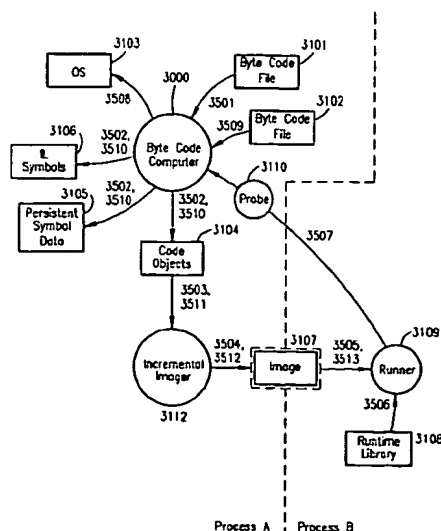 3103
3000
3101
OS
Byte Code
File
3508
3501
3106
3102
3509
Byte Code
File
IL
Symbols
3502,
3510
Byte Code
Computer
3110
3105
3502,
3510
Probe
Persistent
Symbol
Data
3502,
3510
3507
3104
Code
Objects
3503,
3511
3109
3504,
3512
3107
3505,
3513
Incremental
Imager
Image
Runner
3506
3112
Runtime
Library
3108
Process A
Process B